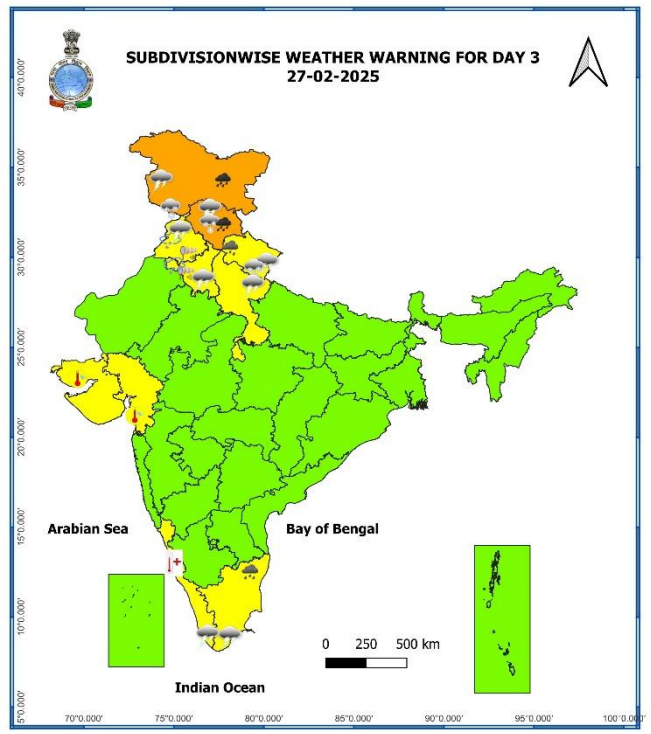 SUBDIVISIONWISE WEATHER WARNING FOR DAY 3
27-02-2025
40°0.000'
35°0.000'
30°0.000'
25°0.000'
20°0.000'
15°0.000'
10°0.000'
5°0.000'
Arabian Sea
Bay of Bengal
0 250 500 km
Indian Ocean
70°0.000' 75°0.000' 80°0.000' 85°0.000' 90°0.000' 95°0.000' 100°0.000'